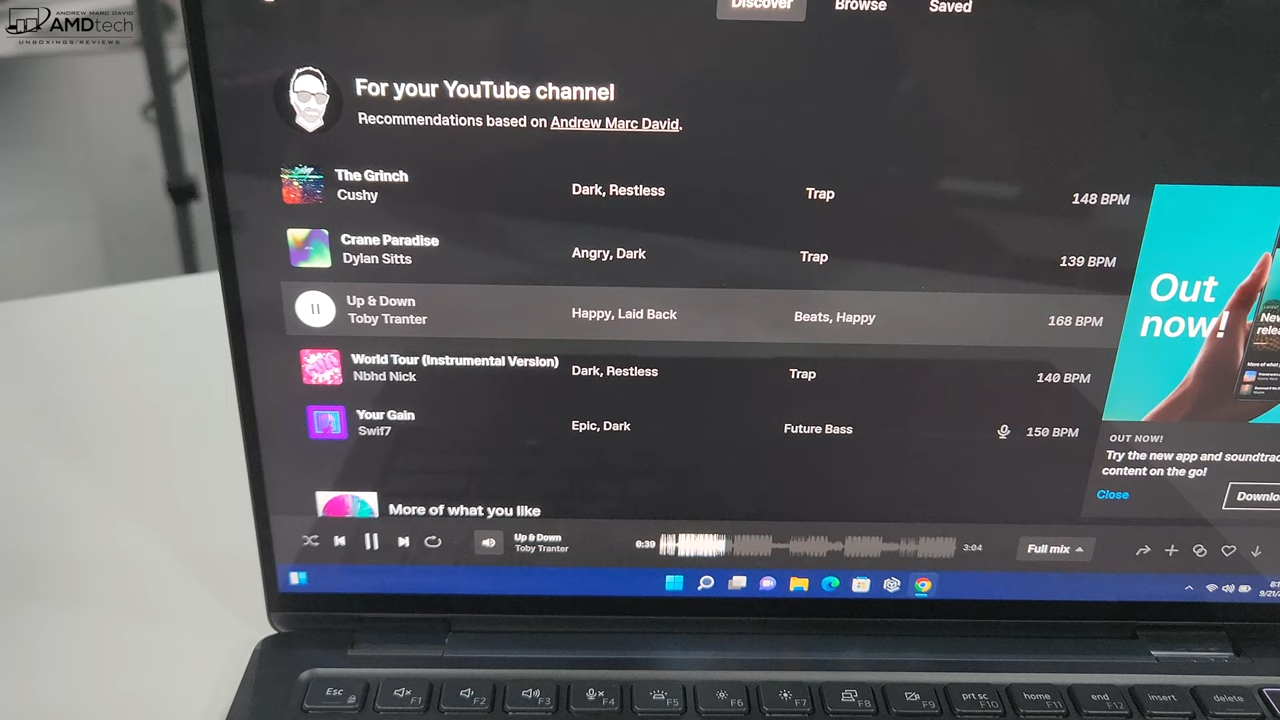 ANDREW MARC DAVID
AMDtech
UNBOXINGS/REVIEWS
Discover Browse Saved
For your YouTube channel
Recommendations based on Andrew Marc David.
The Grinch
Cushy
Dark, Restless
Trap
148 BPM
Crane Paradise
Dylan Sitts
Angry, Dark
Trap
139 BPM
Up & Down
Toby Tranter
Happy, Laid Back
Beats, Happy
168 BPM
World Tour (Instrumental Version)
Nbhd Nick
Dark, Restless
Trap
140 BPM
Your Gain
Swif7
Epic, Dark
Future Bass
150 BPM
Out
now!
New
OUT NOW!
Try the new app and soundtrac
content on the go!
Close
Downlo
More of what you like
Up & Down
Toby Tranter
0:39
3:04
Full mix
8:1
9/21/
Esc F1 F2 F3 F4 F5 F6 F7 F8 F9 prt sc F10 home F11 end F12 insert delete